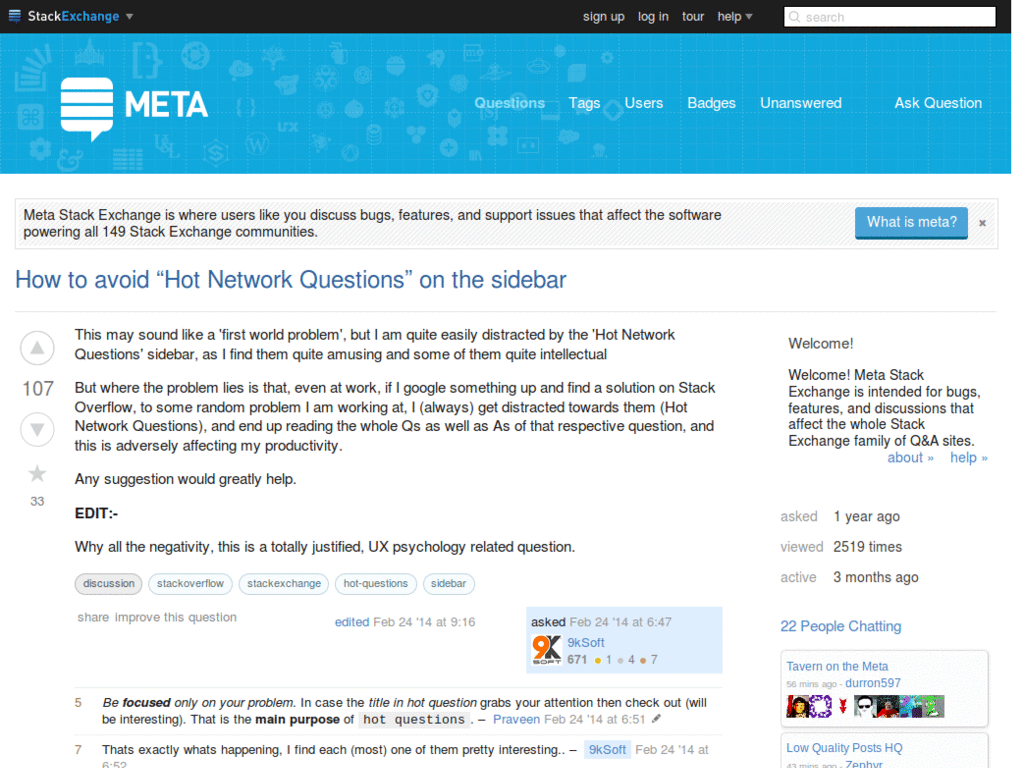 StackExchange
sign up log in tour help
search
META
Questions Tags Users Badges Unanswered Ask Question
Meta Stack Exchange is where users like you discuss bugs, features, and support issues that affect the software
powering all 149 Stack Exchange communities.
What is meta?
×
How to avoid “Hot Network Questions” on the sidebar
This may sound like a 'first world problem', but I am quite easily distracted by the 'Hot Network
Questions' sidebar, as I find them quite amusing and some of them quite intellectual
107
But where the problem lies is that, even at work, if I google something up and find a solution on Stack
Overflow, to some random problem I am working at, I (always) get distracted towards them (Hot
Network Questions), and end up reading the whole Qs as well as As of that respective question, and
this is adversely affecting my productivity.
33
Any suggestion would greatly help.
EDIT:-
Why all the negativity, this is a totally justified, UX psychology related question.
discussion stackoverflow stackexchange hot-questions sidebar
share improve this question
edited Feb 24 '14 at 9:16
asked Feb 24 '14 at 6:47
9K
SOFT
9kSoft
671 1 4 7
5 Be focused only on your problem. In case the title in hot question grabs your attention then check out (will
be interesting). That is the main purpose of hot questions. – Praveen Feb 24 '14 at 6:51
7 Thats exactly whats happening, I find each (most) one of them pretty interesting.. – 9kSoft Feb 24 '14 at
6:52
Welcome!
Welcome! Meta Stack
Exchange is intended for bugs,
features, and discussions that
affect the whole Stack
Exchange family of Q&A sites.
about » help »
asked 1 year ago
viewed 2519 times
active 3 months ago
22 People Chatting
Tavern on the Meta
56 mins ago - durron597
Low Quality Posts HQ
43 mins ago - Zephyr